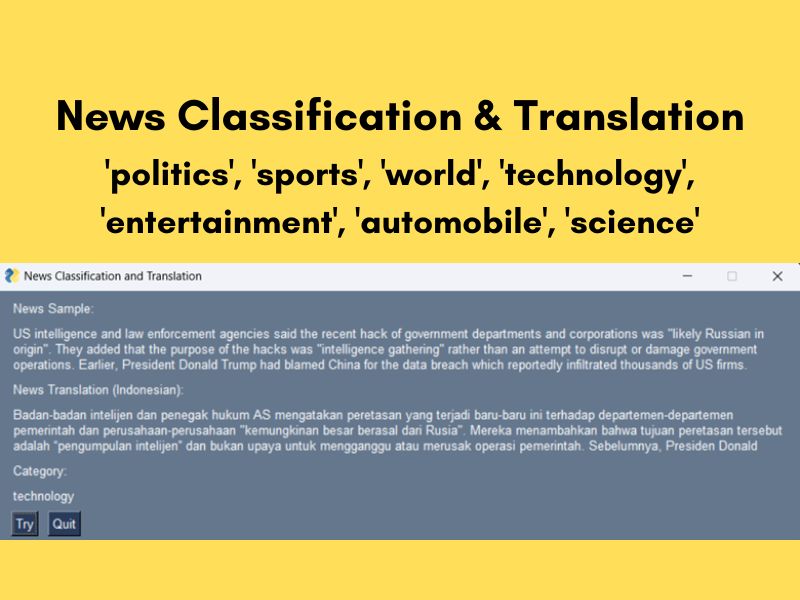 News Classification & Translation
'politics', 'sports', 'world', 'technology',
'entertainment', 'automobile', 'science'
News Classification and Translation
News Sample:
US intelligence and law enforcement agencies said the recent hack of government departments and corporations was "likely Russian in
origin". They added that the purpose of the hacks was "intelligence gathering" rather than an attempt to disrupt or damage government
operations. Earlier, President Donald Trump had blamed China for the data breach which reportedly infiltrated thousands of US firms.
News Translation (Indonesian):
Badan-badan intelijen dan penegak hukum AS mengatakan peretasan yang terjadi baru-baru ini terhadap departemen-departemen
pemerintah dan perusahaan-perusahaan "kemungkinan besar berasal dari Rusia". Mereka menambahkan bahwa tujuan peretasan tersebut
adalah "pengumpulan intelijen" dan bukan upaya untuk mengganggu atau merusak operasi pemerintah. Sebelumnya, Presiden Donald
Category:
technology
Try Quit